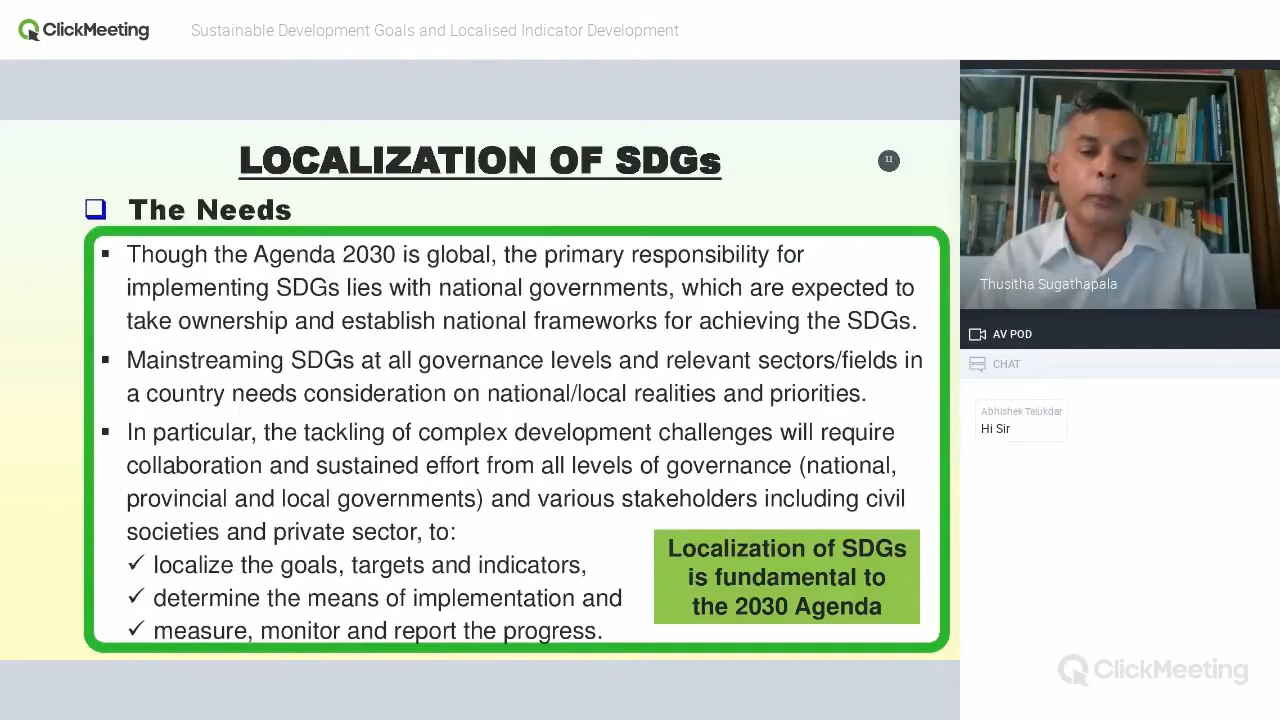 ClickMeeting
Sustainable Development Goals and Localised Indicator Development
LOCALIZATION OF SDGs
11
The Needs
Though the Agenda 2030 is global, the primary responsibility for
implementing SDGs lies with national governments, which are expected to
take ownership and establish national frameworks for achieving the SDGs.
Mainstreaming SDGs at all governance levels and relevant sectors/fields in
a country needs consideration on national/local realities and priorities.
In particular, the tackling of complex development challenges will require
collaboration and sustained effort from all levels of governance (national,
provincial and local governments) and various stakeholders including civil
societies and private sector, to:
✓ localize the goals, targets and indicators,
✓ determine the means of implementation and
✓ measure, monitor and report the progress.
Localization of SDGs
is fundamental to
the 2030 Agenda
Thusitha Sugathapala
AV POD
CHAT
Abhishek Talukdar
Hi Sir
ClickMeeting